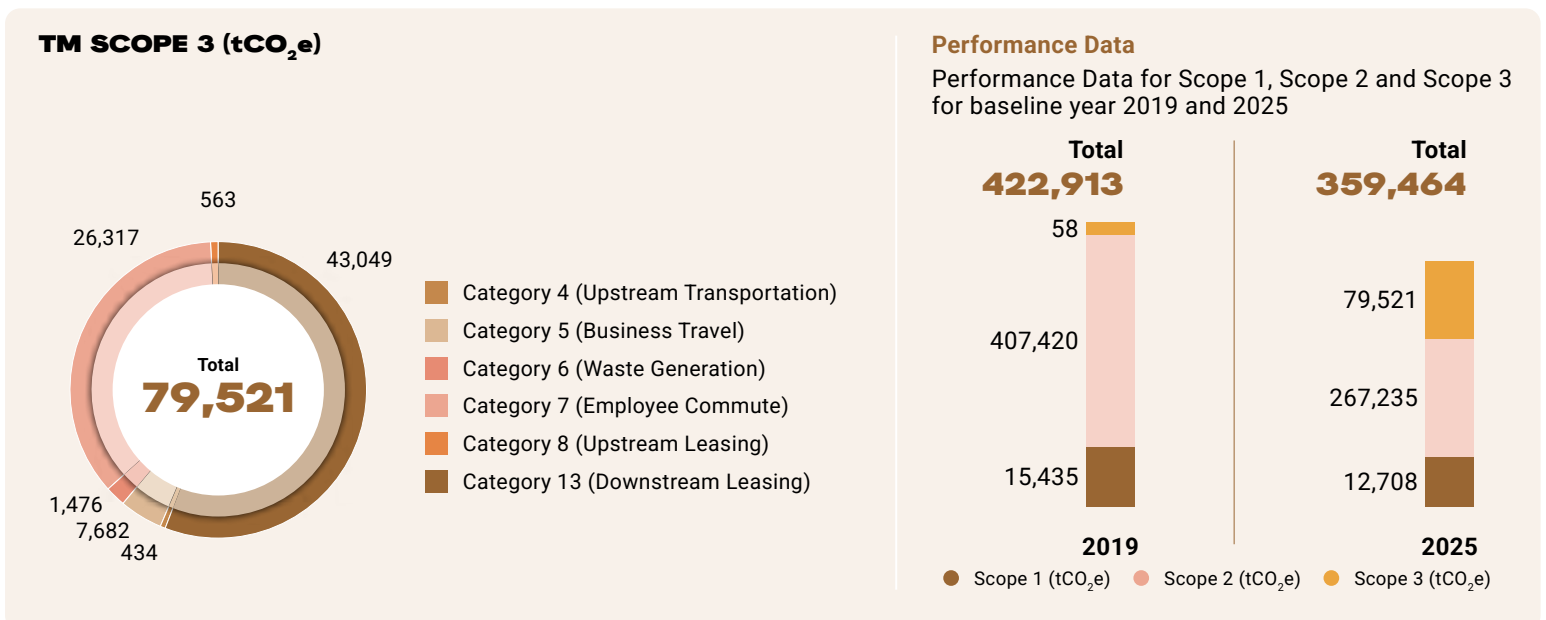 TM SCOPE 3 (tCO₂e)
563
26,317
43,049
Total
79,521
1,476
7,682
434
Category 4 (Upstream Transportation)
Category 5 (Business Travel)
Category 6 (Waste Generation)
Category 7 (Employee Commute)
Category 8 (Upstream Leasing)
Category 13 (Downstream Leasing)
Performance Data
Performance Data for Scope 1, Scope 2 and Scope 3
for baseline year 2019 and 2025
Total
422,913
58
407,420
15,435
2019
Total
359,464
79,521
267,235
12,708
2025
Scope 1 (tCO₂e) Scope 2 (tCO₂e) Scope 3 (tCO₂e)